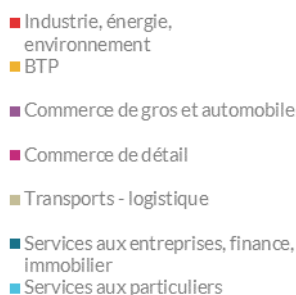 Industrie, énergie,
environnement
BTP
Commerce de gros et automobile
Commerce de détail
Transports - logistique
Services aux entreprises, finance,
immobilier
Services aux particuliers